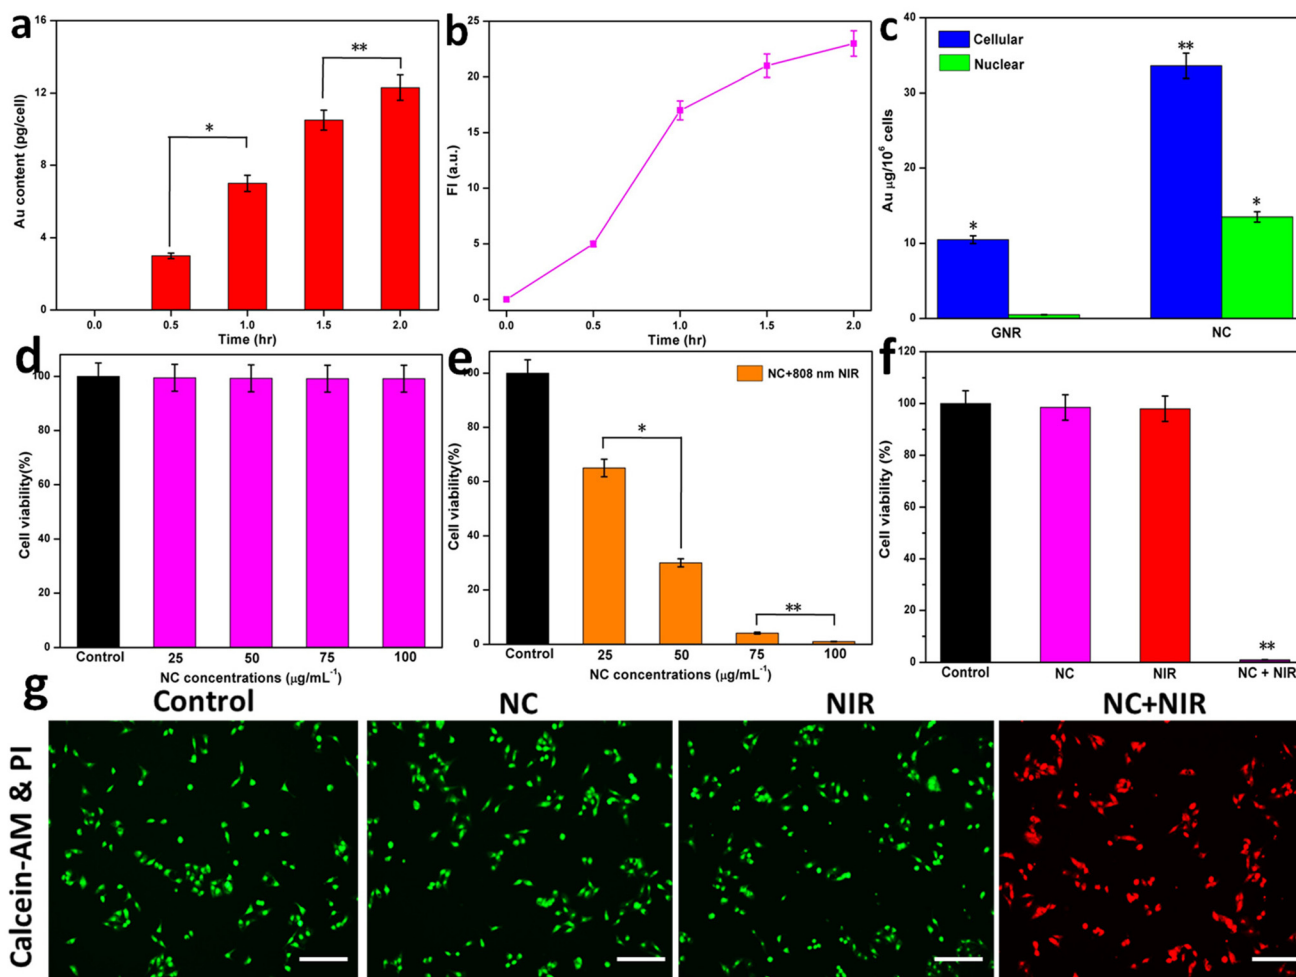 a
16
12
8
4
0
Au content (pg/cell)
*
**
0.0 0.5 1.0 1.5 2.0
Time (hr)
b
25
20
15
10
5
0
FI (a.u.)
0.0 0.5 1.0 1.5 2.0
Time (hr)
c
Cellular
Nuclear
40
30
20
10
0
Au µg/10⁶ cells
*
**
*
GNR NC
d
100
80
60
40
20
0
Cell viability(%)
Control 25 50 75 100
NC concentrations (µg/mL⁻¹)
e
NC+808 nm NIR
100
80
60
40
20
0
Cell viability(%)
*
**
Control 25 50 75 100
NC concentrations (µg/mL⁻¹)
f
120
100
80
60
40
20
0
Cell viability (%)
**
Control NC NIR NC + NIR
g
Control NC NIR NC+NIR
Calcein-AM & PI